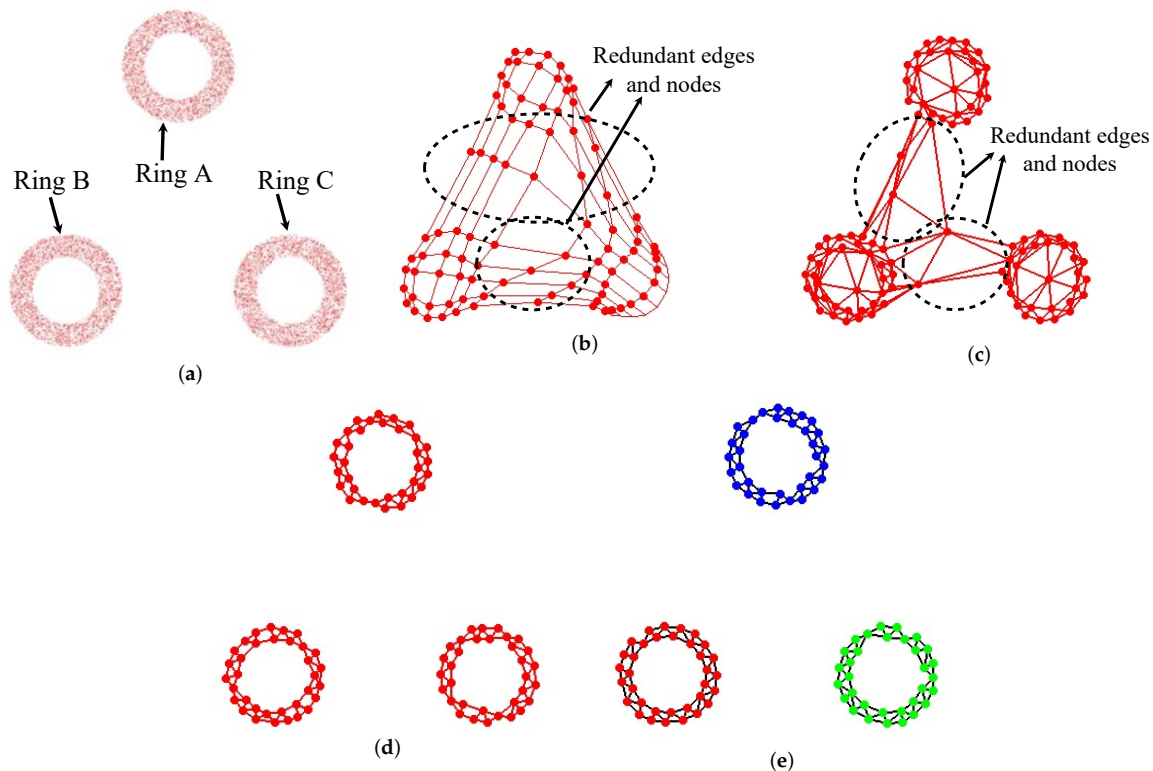 Ring A
Ring B
Ring C
(a)
Redundant edges
and nodes
(b)
Redundant edges
and nodes
(c)
(d)
(e)